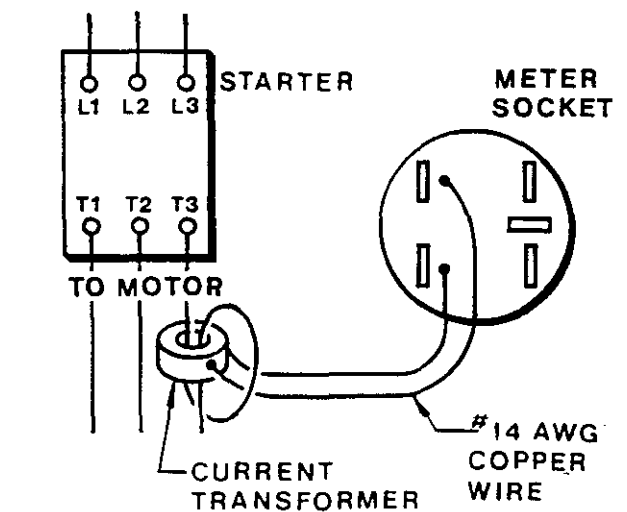 STARTER
L1 L2 L3
T1 T2 T3
TO MOTOR
METER
SOCKET
#14 AWG
COPPER
WIRE
CURRENT
TRANSFORMER